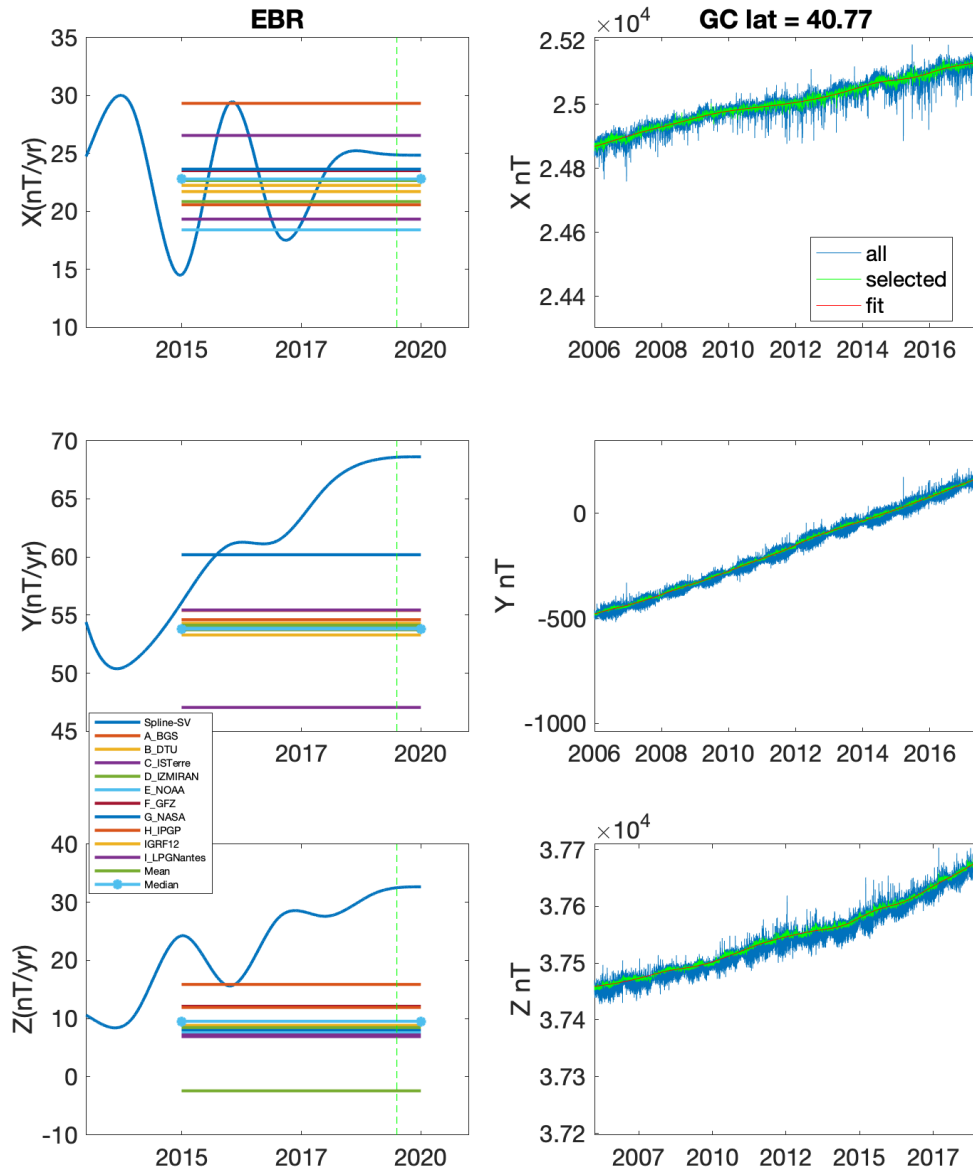 EBR
GC lat = 40.77
35
30
25
20
15
10
X(nT/yr)
2015
2017
2020
×10⁴
2.52
2.5
2.48
2.46
2.44
X nT
all
selected
fit
2006
2008
2010
2012
2014
2016
70
65
60
55
50
45
Y(nT/yr)
2017
2020
0
-500
-1000
Y nT
2006
2008
2010
2012
2014
2016
Spline-SV
A_BGS
B_DTU
C_ISTerre
D_IZMIRAN
E_NOAA
F_GFZ
G_NASA
H_IPGP
IGRF12
I_LPGNantes
Mean
Median
40
30
20
10
0
-10
Z(nT/yr)
2015
2017
2020
×10⁴
3.77
3.76
3.75
3.74
3.73
3.72
Z nT
2007
2010
2012
2015
2017